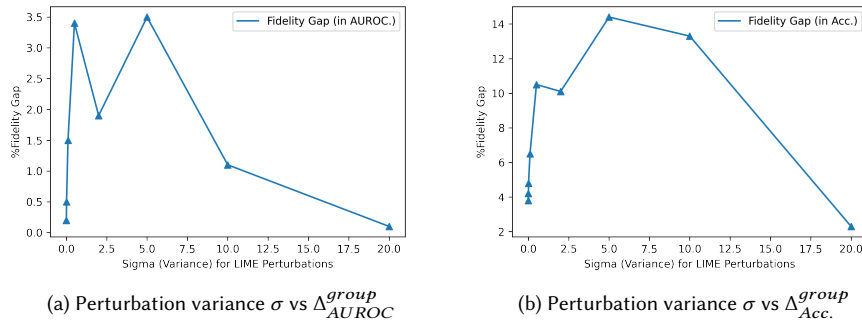 Fidelity Gap (in AUROC.)
3.5
3.0
2.5
2.0
1.5
1.0
0.5
0.0
%Fidelity Gap
0.0 2.5 5.0 7.5 10.0 12.5 15.0 17.5 20.0
Sigma (Variance) for LIME Perturbations
(a) Perturbation variance σ vs Δ^{group}_{AUROC}
Fidelity Gap (in Acc.)
14
12
10
8
6
4
2
%Fidelity Gap
0.0 2.5 5.0 7.5 10.0 12.5 15.0 17.5 20.0
Sigma (Variance) for LIME Perturbations
(b) Perturbation variance σ vs Δ^{group}_{Acc.}